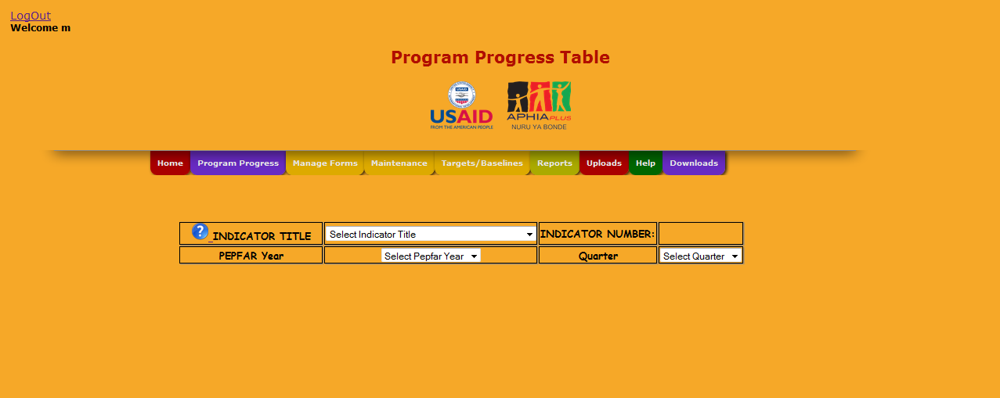 LogOut
Welcome m
Program Progress Table
USAID
USAID
FROM THE AMERICAN PEOPLE
APHIAPLUS
NURU YA BONDE
Home Program Progress Manage Forms Maintenance Targets/Baselines Reports Uploads Help Downloads
? INDICATOR TITLE Select Indicator Title INDICATOR NUMBER:
PEPFAR Year Select Pepfar Year Quarter Select Quarter